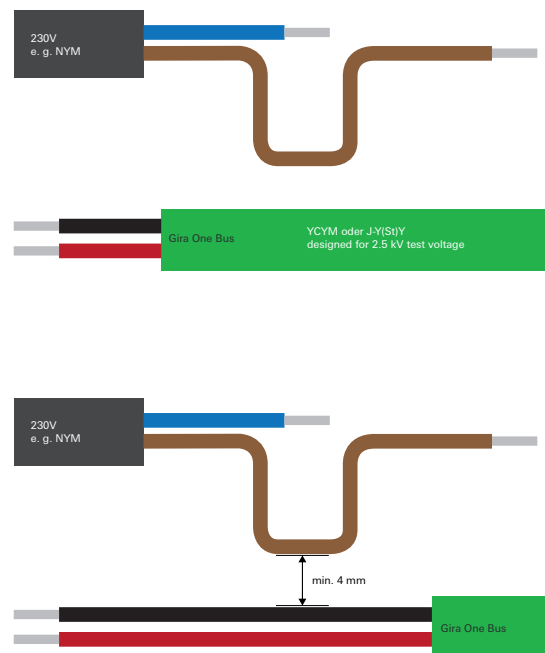 230V
e. g. NYM
Gira One Bus
YCYM oder J-Y(St)Y
designed for 2.5 kV test voltage
230V
e. g. NYM
min. 4 mm
Gira One Bus